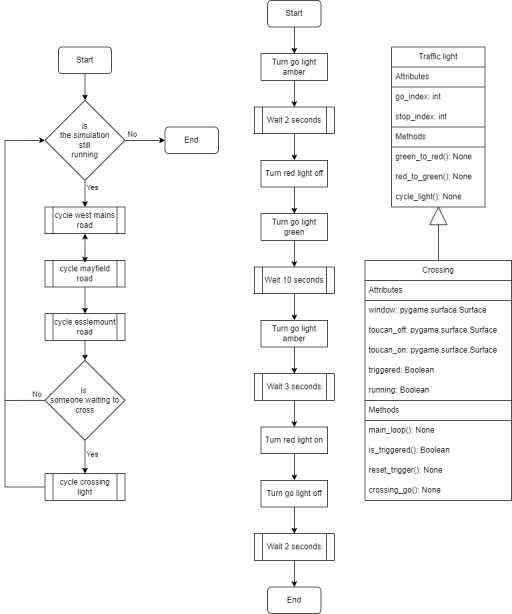 Start
is
the simulation
still
running
No
End
Yes
cycle west mains
road
cycle mayfield
road
cycle esslemount
road
is
someone waiting to
cross
No
Yes
cycle crossing
light
Start
Turn go light
amber
Wait 2 seconds
Turn red light off
Turn go light
green
Wait 10 seconds
Turn go light
amber
Wait 3 seconds
Turn red light on
Turn go light off
Wait 2 seconds
End
Traffic light
Attributes
go_index: int
stop_index: int
Methods
green_to_red(): None
red_to_green(): None
cycle_light(): None
Crossing
Attributes
window: pygame.surface.Surface
toucan_off: pygame.surface.Surface
toucan_on: pygame.surface.Surface
triggered: Boolean
running: Boolean
Methods
main_loop(): None
is_triggered(): Boolean
reset_trigger(): None
crossing_go(): None